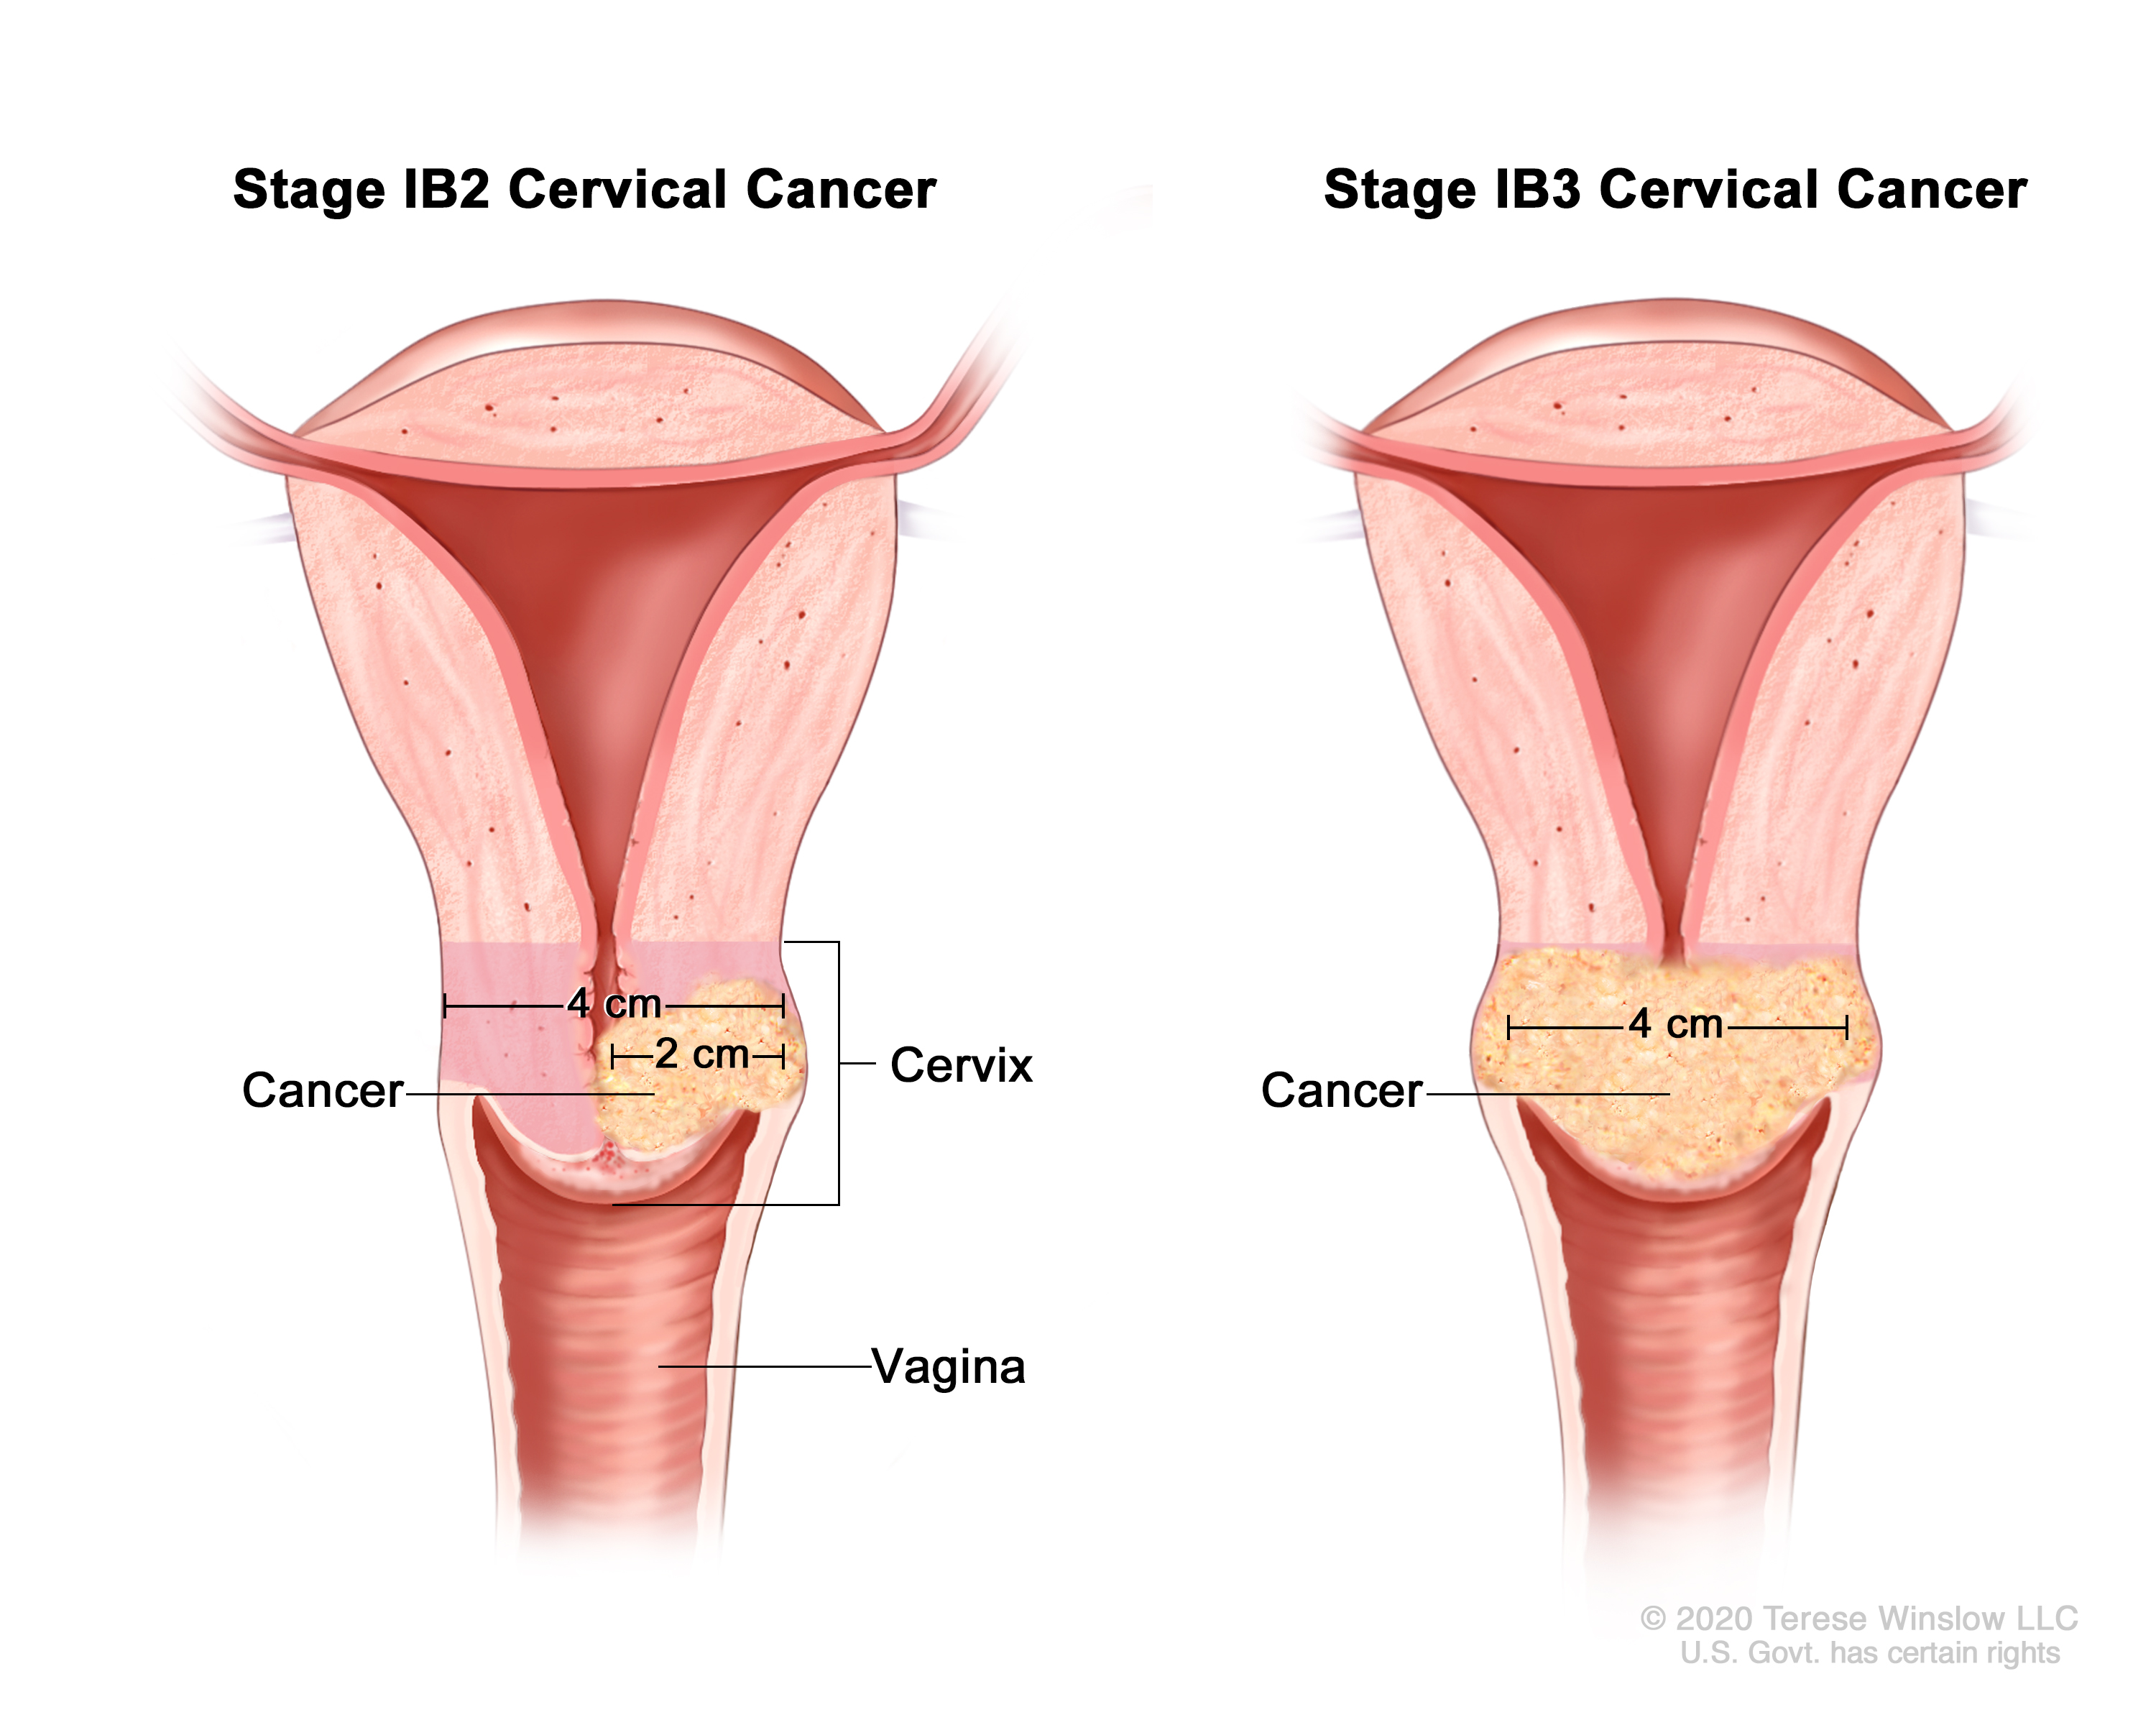 Stage IB2 Cervical Cancer
Stage IB3 Cervical Cancer
4 cm
2 cm
Cancer
Cervix
Vagina
4 cm
Cancer
© 2020 Terese Winslow LLC
U.S. Govt. has certain rights